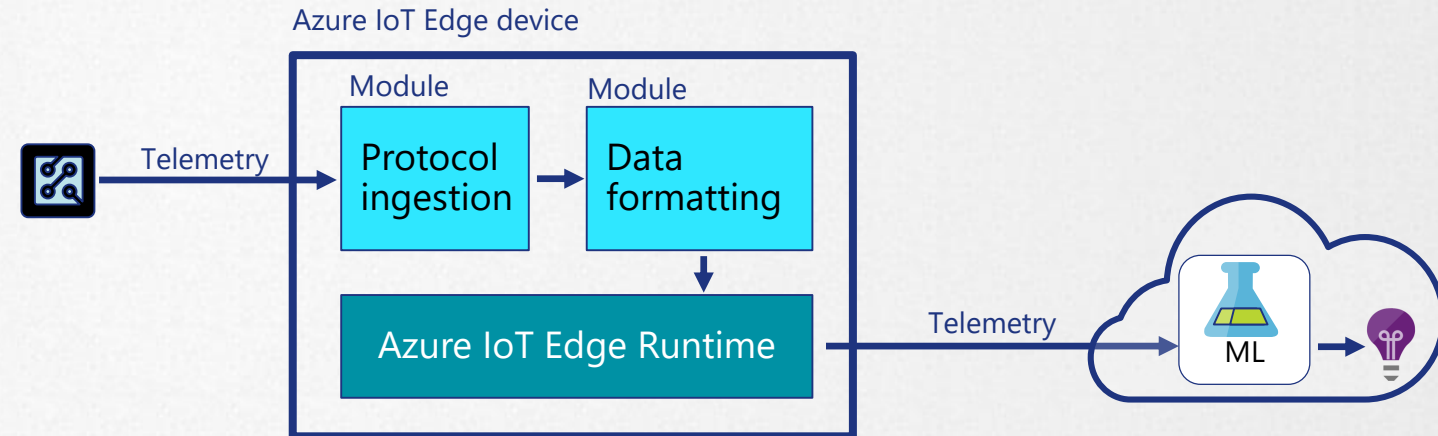 Azure IoT Edge device
Module
Module
Telemetry
Protocol
ingestion
Data
formatting
Azure IoT Edge Runtime
Telemetry
ML